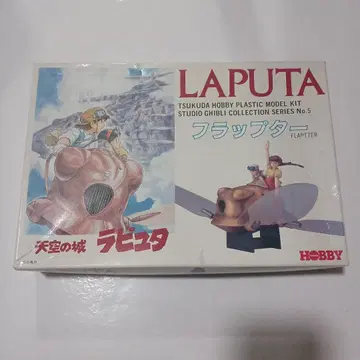 LAPUTA
TSUKUDA HOBBY PLASTIC MODEL KIT
STUDIO GHIBLI COLLECTION SERIES No.5
フラップター
FLAPTTER
天空の城 ラピュタ
HOBBY